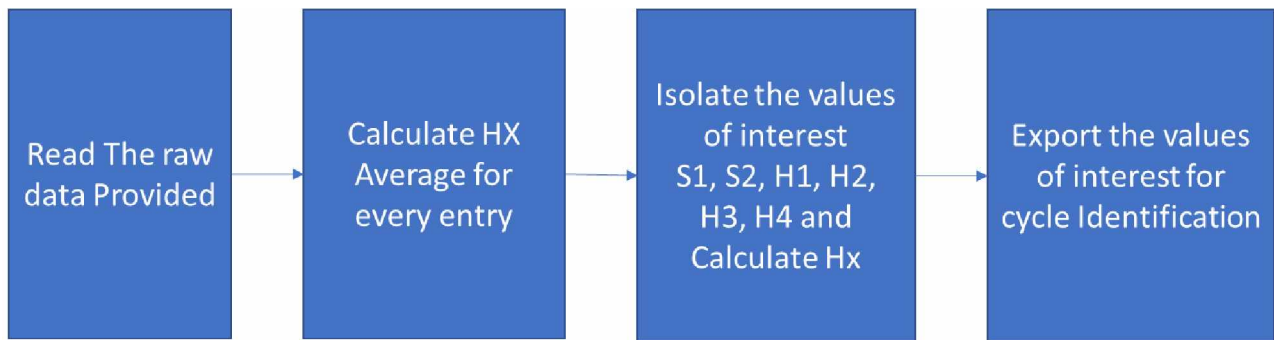 Read The raw
data Provided
Calculate HX
Average for
every entry
Isolate the values
of interest
S1, S2, H1, H2,
H3, H4 and
Calculate Hx
Export the values
of interest for
cycle Identification